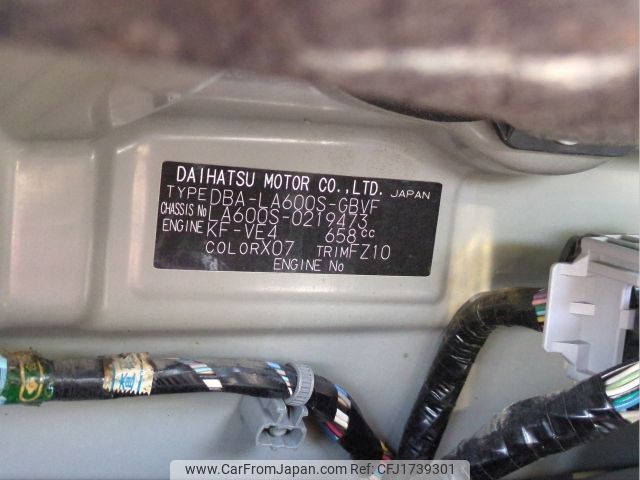 DAIHATSU MOTOR CO.,LTD. JAPAN
TYPE DBA-LA600S-GBVF
CHASSIS No LA600S-0219473
ENGINE KF-VE4 658cc
COLOR X07 TRIM FZ10
ENGINE No
www.CarFromJapan.com Ref No CFJ1739301